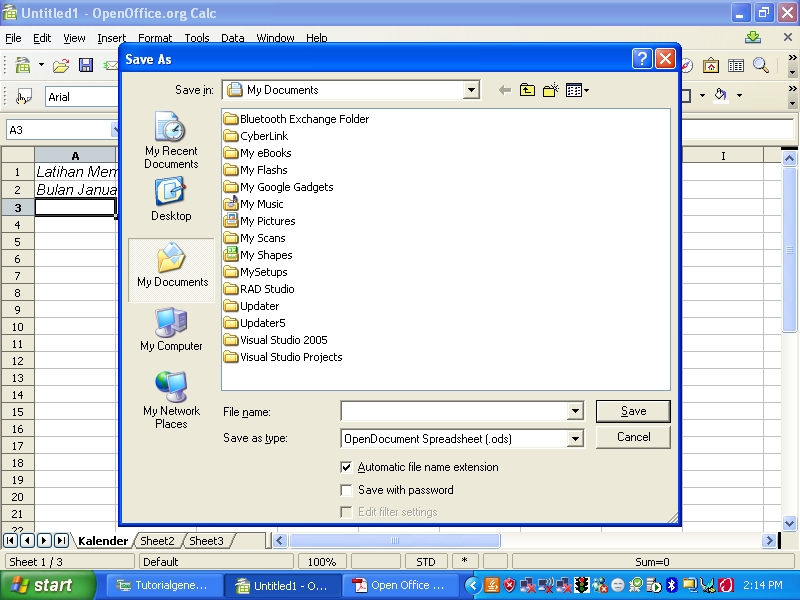 Untitled1 - OpenOffice.org Calc
File Edit View Insert Format Tools Data Window Help
Save As
Save in: My Documents
Arial
A3
A I
1 Latihan Mem
2 Bulan Janua
3
4
5
6
7
8
9
10
11
12
13
14
15
16
17
18
19
20
21
22
My Recent
Documents
Desktop
My Documents
My Computer
My Network
Places
Bluetooth Exchange Folder
CyberLink
My eBooks
My Flashs
My Google Gadgets
My Music
My Pictures
My Scans
My Shapes
MySetups
RAD Studio
Updater
Updater5
Visual Studio 2005
Visual Studio Projects
File name: Save
Save as type: OpenDocument Spreadsheet (.ods) Cancel
Automatic file name extension
Save with password
Edit filter settings
Kalender Sheet2 Sheet3
Sheet 1 / 3 Default 100% STD * Sum=0
start Tutorialgene... Untitled1 - O... Open Office ... 2:14 PM